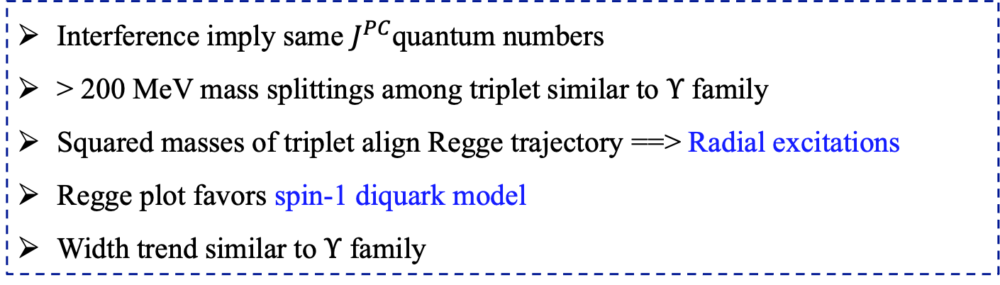 ➢ Interference imply same J^{PC} quantum numbers
➢ > 200 MeV mass splittings among triplet similar to ϒ family
➢ Squared masses of triplet align Regge trajectory ==> Radial excitations
➢ Regge plot favors spin-1 diquark model
➢ Width trend similar to ϒ family